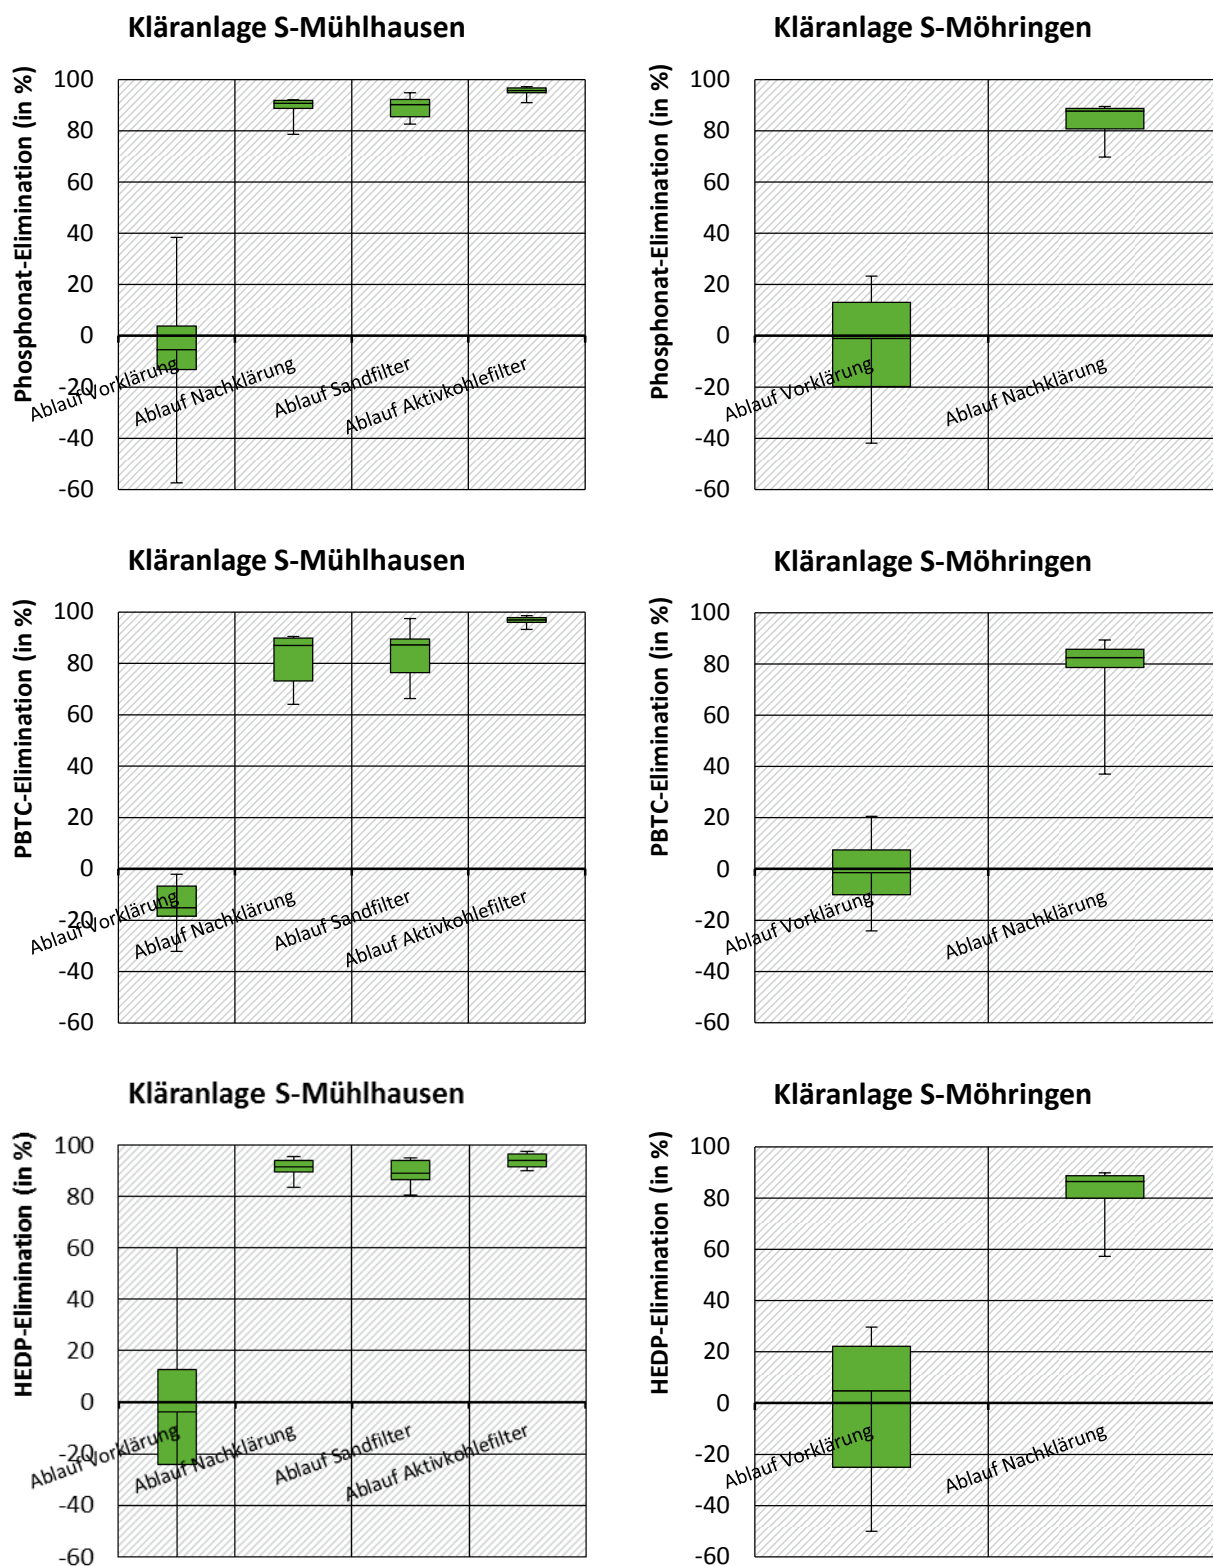 Kläranlage S-Mühlhausen
Phosphonat-Elimination (in %)
100
80
60
40
20
0
-20
-40
-60
Ablauf Vorklärung
Ablauf Nachklärung
Ablauf Sandfilter
Ablauf Aktivkohlefilter
Kläranlage S-Möhringen
Phosphonat-Elimination (in %)
100
80
60
40
20
0
-20
-40
-60
Ablauf Vorklärung
Ablauf Nachklärung
Kläranlage S-Mühlhausen
PBTC-Elimination (in %)
100
80
60
40
20
0
-20
-40
-60
Ablauf Vorklärung
Ablauf Nachklärung
Ablauf Sandfilter
Ablauf Aktivkohlefilter
Kläranlage S-Möhringen
PBTC-Elimination (in %)
100
80
60
40
20
0
-20
-40
-60
Ablauf Vorklärung
Ablauf Nachklärung
Kläranlage S-Mühlhausen
HEDP-Elimination (in %)
100
80
60
40
20
0
-20
-40
-60
Ablauf Vorklärung
Ablauf Nachklärung
Ablauf Sandfilter
Ablauf Aktivkohlefilter
Kläranlage S-Möhringen
HEDP-Elimination (in %)
100
80
60
40
20
0
-20
-40
-60
Ablauf Vorklärung
Ablauf Nachklärung